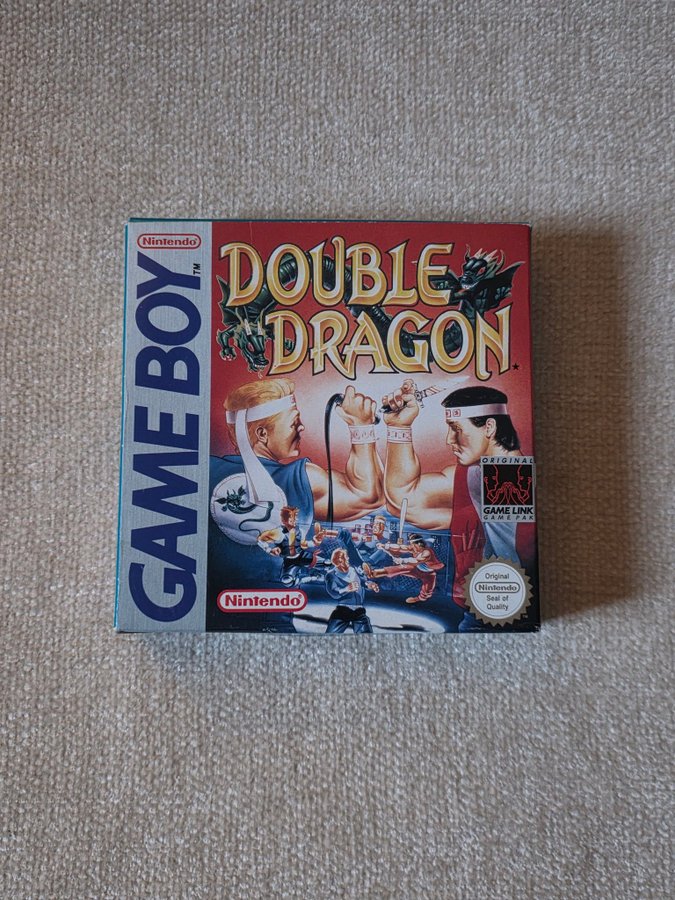 Nintendo
GAME BOY™
DOUBLE
DRAGON
ORIGINAL
GAME LINK
GAME PAK
Nintendo
Original
Nintendo
Seal of
Quality